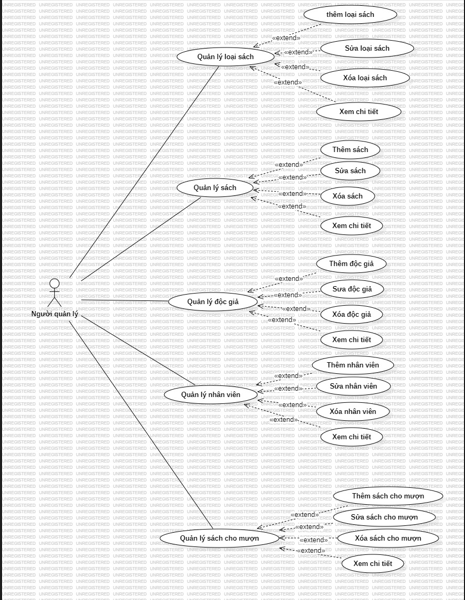 thêm loại sách
«extend»
Quản lý loại sách
«extend»
Sửa loại sách
«extend»
Xóa loại sách
«extend»
Xem chi tiết
Thêm sách
«extend»
Sửa sách
«extend»
Quản lý sách
«extend»
Xóa sách
«extend»
Xem chi tiết
Thêm độc giả
«extend»
Sưa độc giả
«extend»
Quản lý độc giả
«extend»
Xóa độc giả
Người quản lý
«extend»
Xem chi tiết
Thêm nhân viên
«extend»
Sửa nhân viên
«extend»
Quản lý nhân viên
«extend»
Xóa nhân viên
«extend»
Xem chi tiết
Thêm sách cho mượn
«extend»
Sửa sách cho mượn
«extend»
Quản lý sách cho mượn
«extend»
Xóa sách cho mượn
«extend»
Xem chi tiết